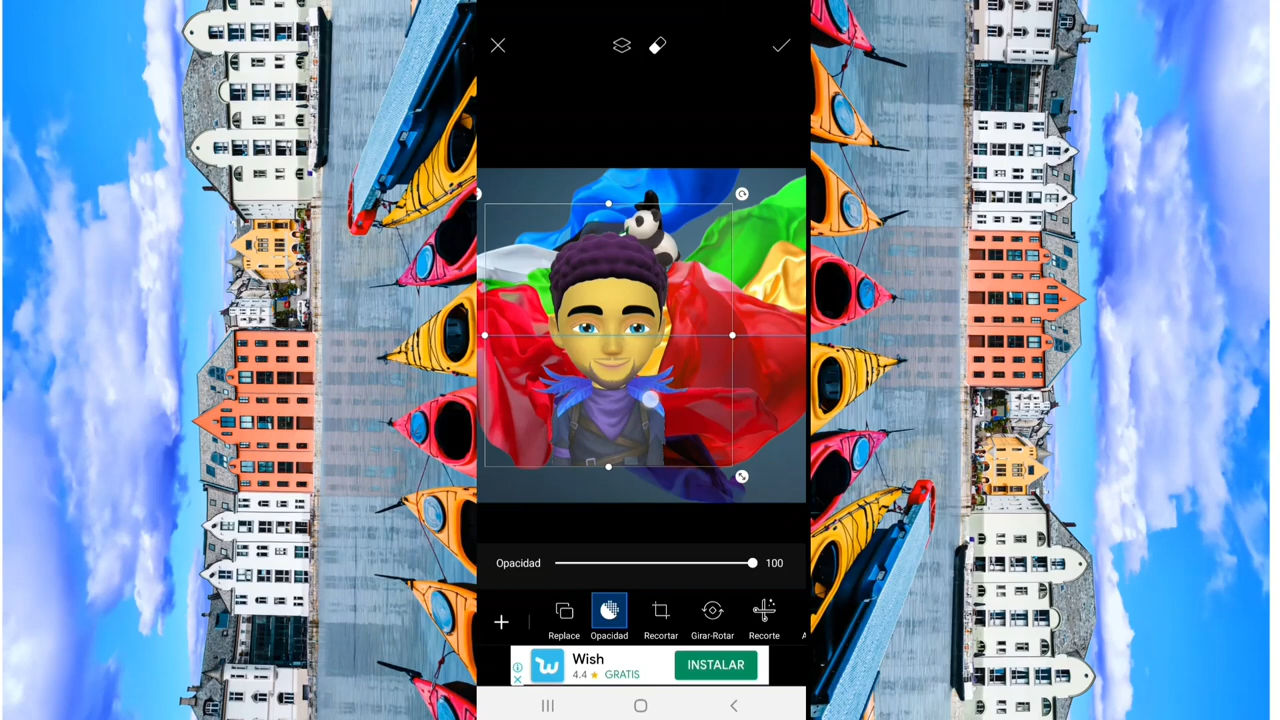 Opacidad 100
Replace Opacidad Recortar Girar-Rotar Recorte A
Wish
4.4 ★ GRATIS
INSTALAR